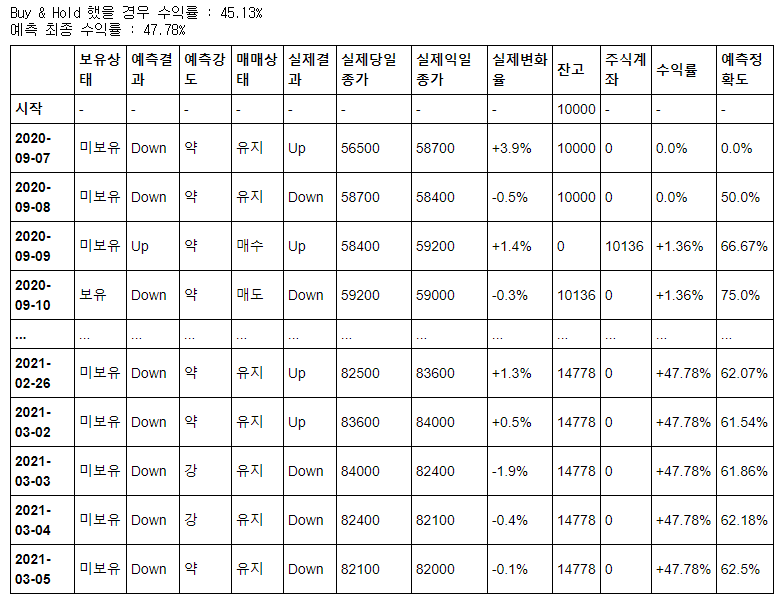 Buy & Hold 했을 경우 수익률 : 45.13%
예측 최종 수익률 : 47.78%
보유상태 예측결과 예측강도 매매상태 실제결과 실제당일종가 실제익일종가 실제변화율 잔고 주식계좌 수익률 예측정확도
시작 - - - - - - - - 10000 - - -
2020-09-07 미보유 Down 약 유지 Up 56500 58700 +3.9% 10000 0 0.0% 0.0%
2020-09-08 미보유 Down 약 유지 Down 58700 58400 -0.5% 10000 0 0.0% 50.0%
2020-09-09 미보유 Up 약 매수 Up 58400 59200 +1.4% 0 10136 +1.36% 66.67%
2020-09-10 보유 Down 약 매도 Down 59200 59000 -0.3% 10136 0 +1.36% 75.0%
... ... ... ... ... ... ... ... ... ... ... ... ...
2021-02-26 미보유 Down 약 유지 Up 82500 83600 +1.3% 14778 0 +47.78% 62.07%
2021-03-02 미보유 Down 약 유지 Up 83600 84000 +0.5% 14778 0 +47.78% 61.54%
2021-03-03 미보유 Down 강 유지 Down 84000 82400 -1.9% 14778 0 +47.78% 61.86%
2021-03-04 미보유 Down 강 유지 Down 82400 82100 -0.4% 14778 0 +47.78% 62.18%
2021-03-05 미보유 Down 약 유지 Down 82100 82000 -0.1% 14778 0 +47.78% 62.5%